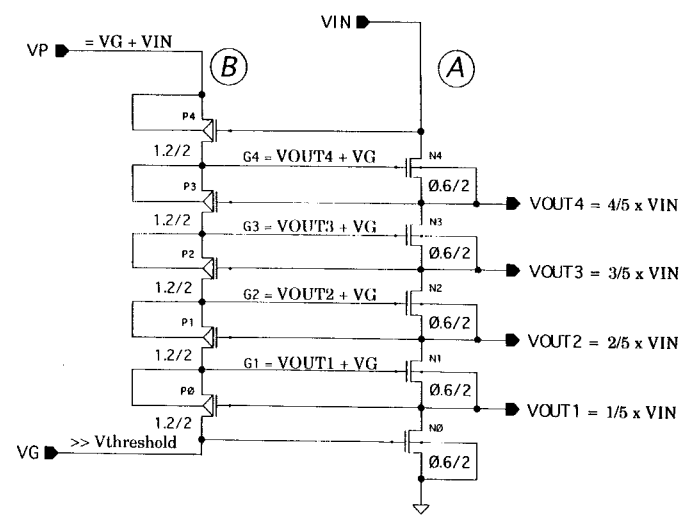 VIN
VP = VG + VIN
B
A
P4
1.2/2
G4 = VOUT4 + VG
N4
Ø.6/2
VOUT4 = 4/5 x VIN
P3
1.2/2
G3 = VOUT3 + VG
N3
Ø.6/2
VOUT3 = 3/5 x VIN
P2
1.2/2
G2 = VOUT2 + VG
N2
Ø.6/2
VOUT2 = 2/5 x VIN
P1
1.2/2
G1 = VOUT1 + VG
N1
Ø.6/2
VOUT1 = 1/5 x VIN
PØ
1.2/2
VG >> Vthreshold
NØ
Ø.6/2